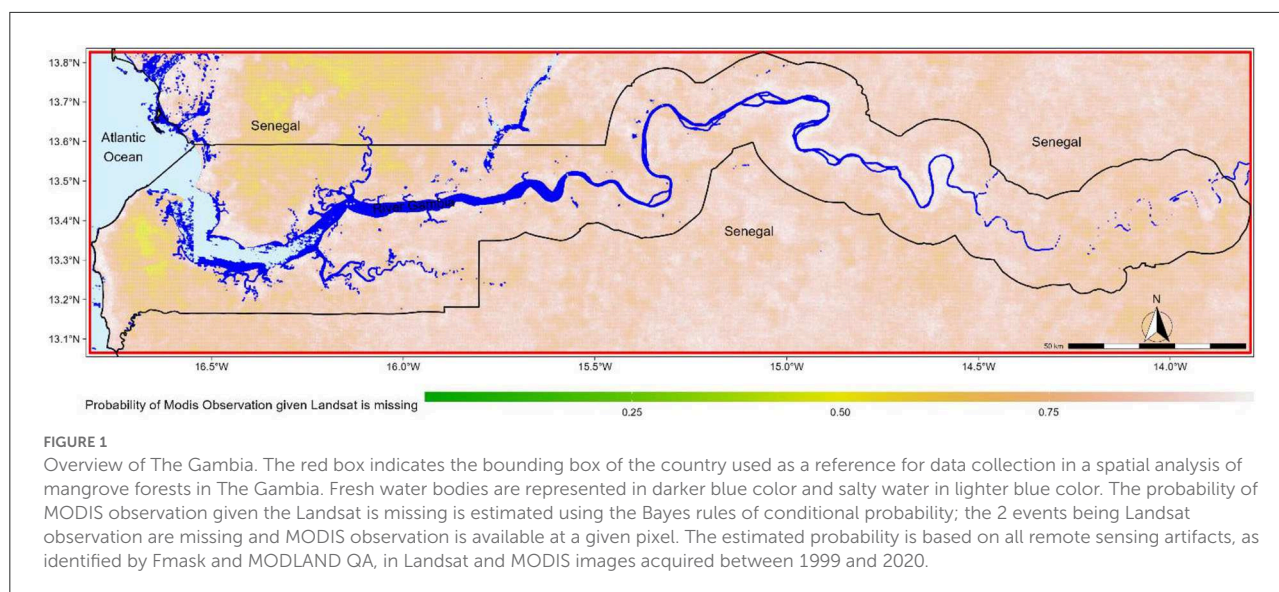 13.8°N
13.7°N
13.6°N
13.5°N
13.4°N
13.3°N
13.2°N
13.1°N
Atlantic
Ocean
Senegal
Senegal
River Gambia
Senegal
N
50 km
16.5°W
16.0°W
15.5°W
15.0°W
14.5°W
14.0°W
Probability of Modis Observation given Landsat is missing
0.25
0.50
0.75
FIGURE 1
Overview of The Gambia. The red box indicates the bounding box of the country used as a reference for data collection in a spatial analysis of
mangrove forests in The Gambia. Fresh water bodies are represented in darker blue color and salty water in lighter blue color. The probability of
MODIS observation given the Landsat is missing is estimated using the Bayes rules of conditional probability; the 2 events being Landsat
observation are missing and MODIS observation is available at a given pixel. The estimated probability is based on all remote sensing artifacts, as
identified by Fmask and MODLAND QA, in Landsat and MODIS images acquired between 1999 and 2020.